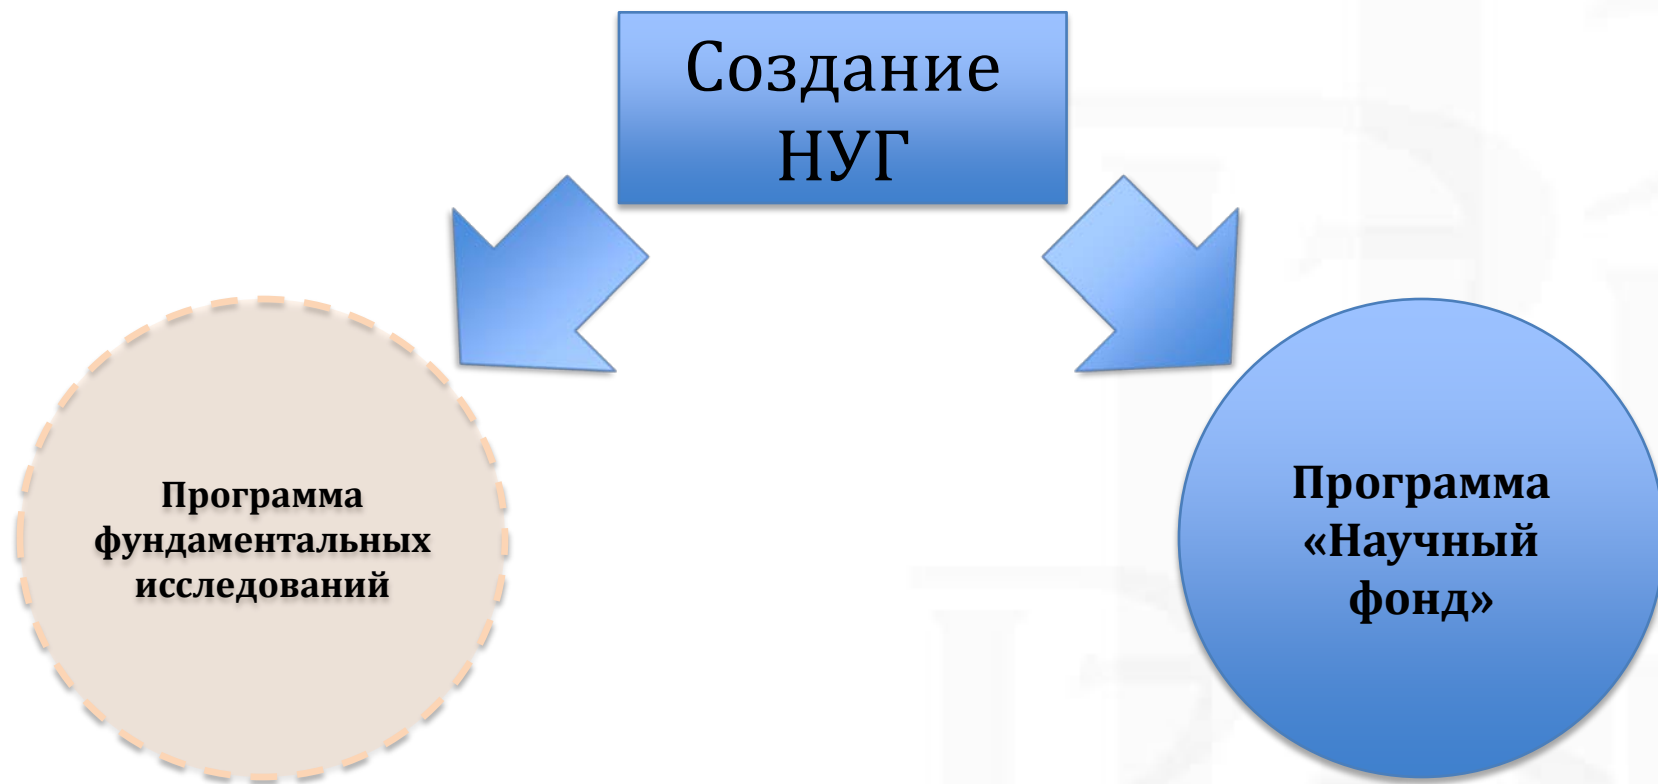 Создание
НУГ
Программа
фундаментальных
исследований
Программа
«Научный
фонд»